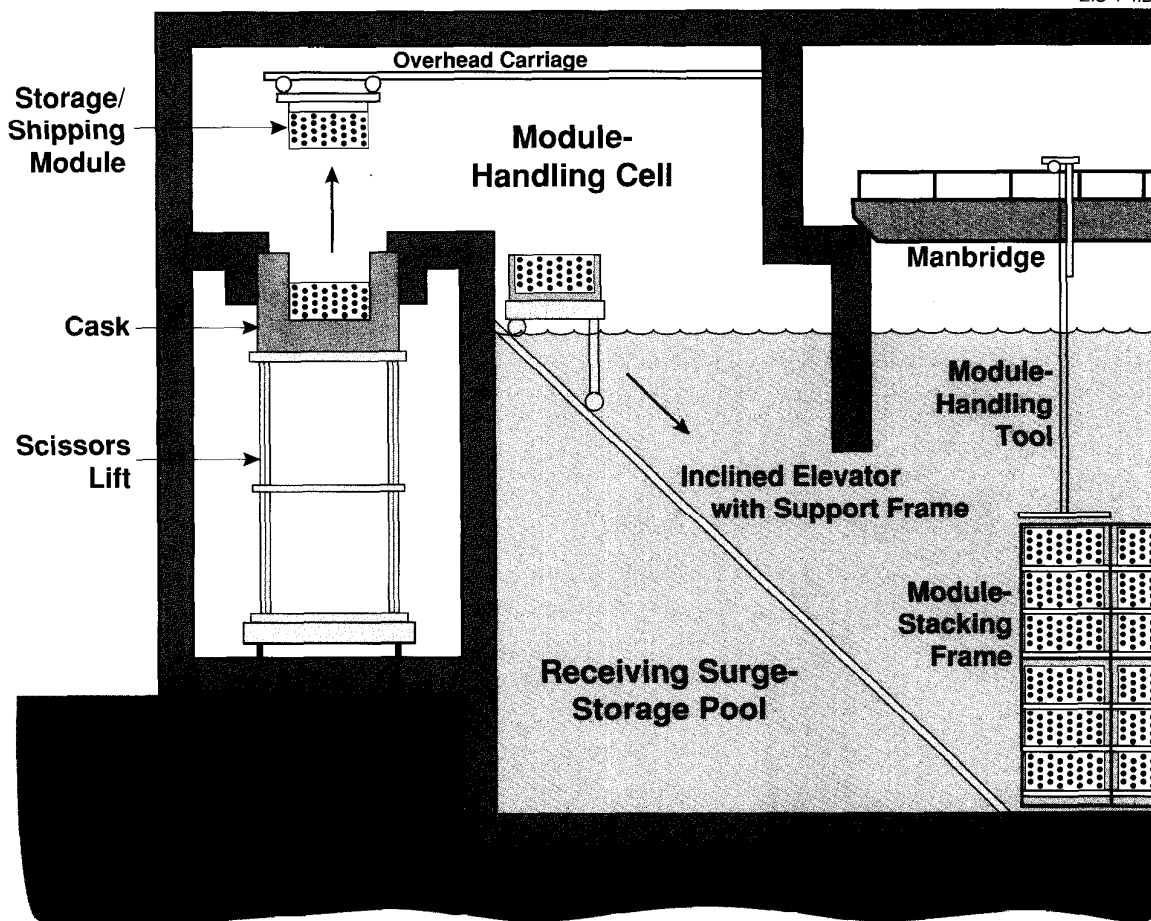 Overhead Carriage
Storage/
Shipping
Module
Module-
Handling Cell
Manbridge
Cask
Module-
Handling
Tool
Scissors
Lift
Inclined Elevator
with Support Frame
Module-
Stacking
Frame
Receiving Surge-
Storage Pool